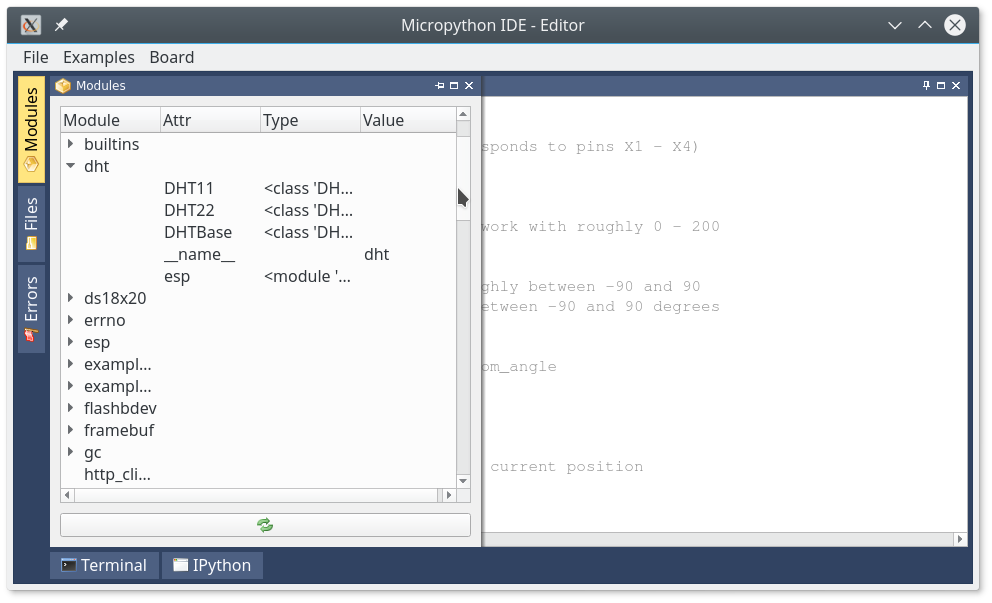 Micropython IDE - Editor
File Examples Board
Modules
Files
Errors
Modules
Module Attr Type Value
builtins
dht
DHT11 <class 'DH...
DHT22 <class 'DH...
DHTBase <class 'DH...
__name__ dht
esp <module '...
ds18x20
errno
esp
exampl...
exampl...
flashbdev
framebuf
gc
http_cli...
sponds to pins X1 - X4)
work with roughly 0 - 200
ghly between -90 and 90
etween -90 and 90 degrees
om_angle
current position
Terminal IPython